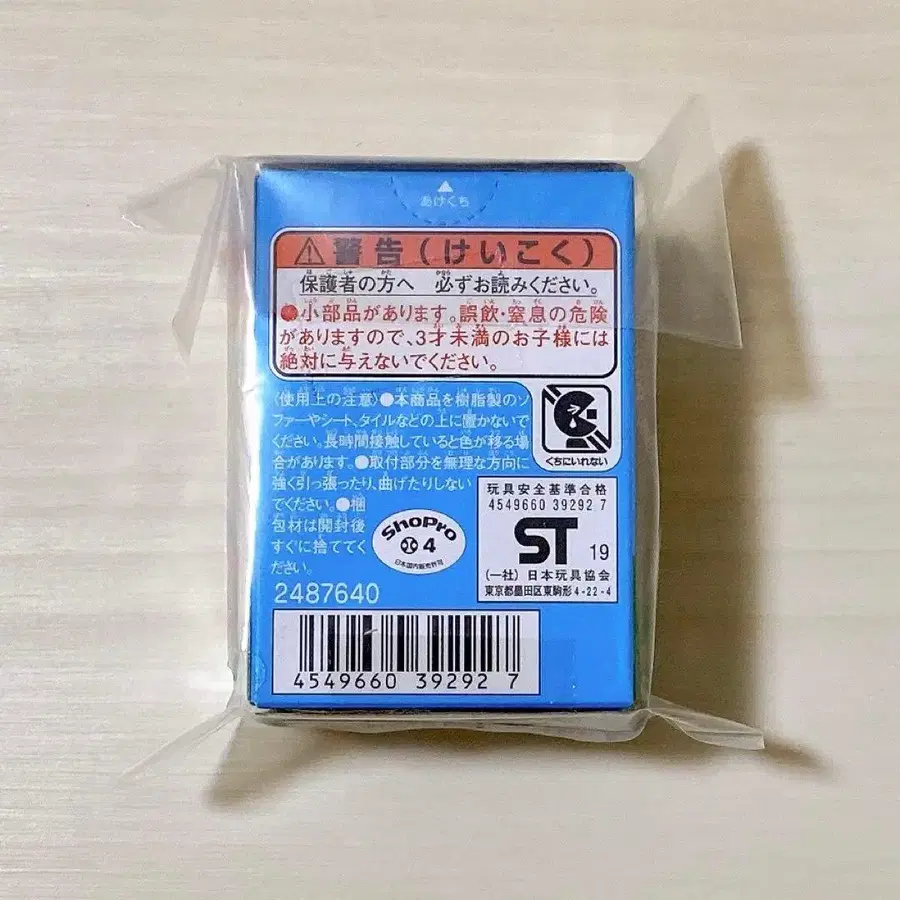 あけくち
警告(けいこく)
保護者の方へ 必ずお読みください。
●小部品があります。誤飲・窒息の危険
がありますので、3才未満のお子様には
絶対に与えないでください。
〈使用上の注意〉●本商品を樹脂製のソ
ファーやシート、タイルなどの上に置かないで
ください。長時間接触していると色が移る場
合があります。●取付部分を無理な方向に
強く引っ張ったり、曲げたりしない
でください。●梱
包材は開封後
すぐに捨ててく
ださい。
くちにいれない
ShoPro
4
日本国内販売許可
玩具安全基準合格
4549660 39292 7
ST 19
(一社)日本玩具協会
東京都墨田区東駒形4-22-4
2487640
4549660 39292 7